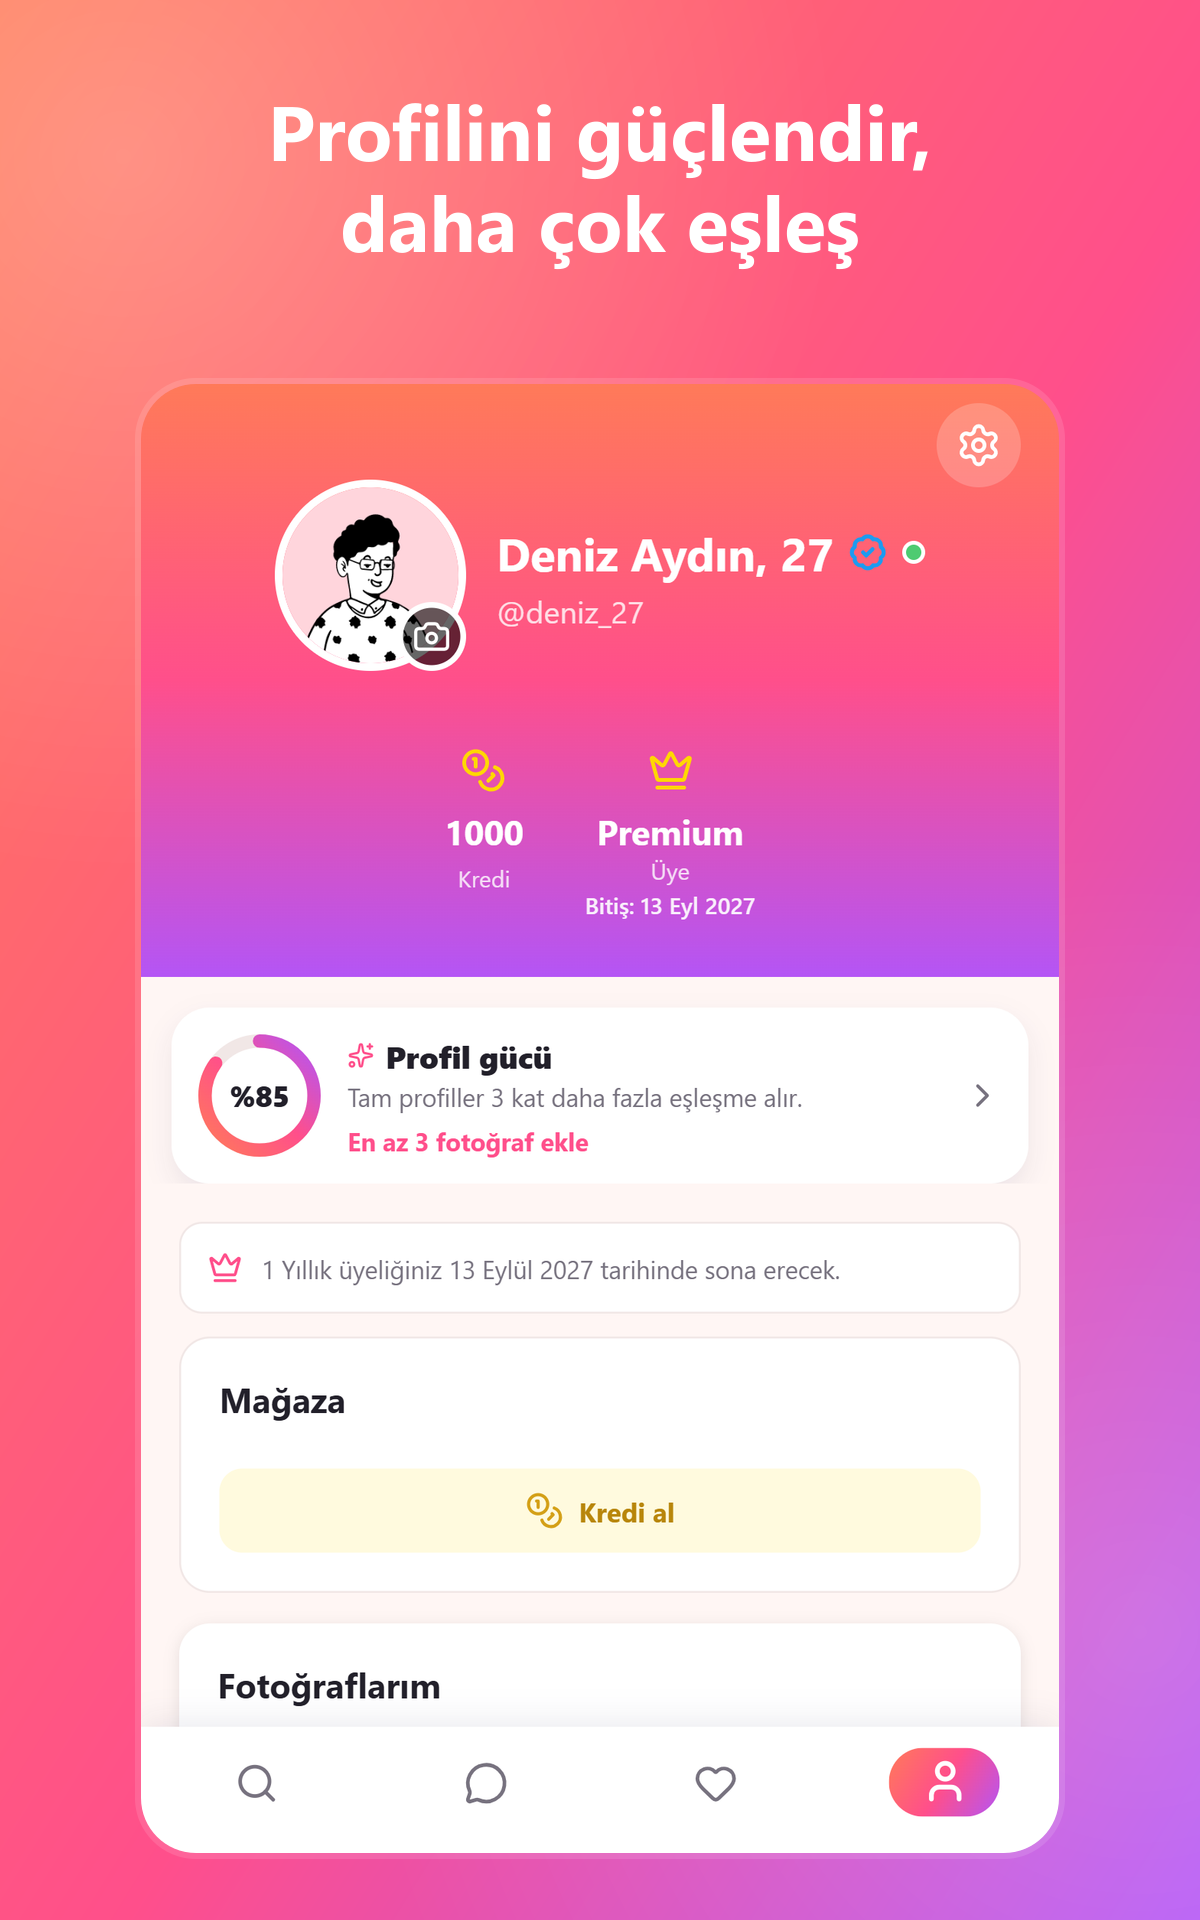 Profilini güçlendir,
daha çok eşleş
Deniz Aydın, 27
@deniz_27
1000
Kredi
Premium
Üye
Bitiş: 13 Eyl 2027
%85
Profil gücü
Tam profiller 3 kat daha fazla eşleşme alır.
En az 3 fotoğraf ekle
1 Yıllık üyeliğiniz 13 Eylül 2027 tarihinde sona erecek.
Mağaza
Kredi al
Fotoğraflarım